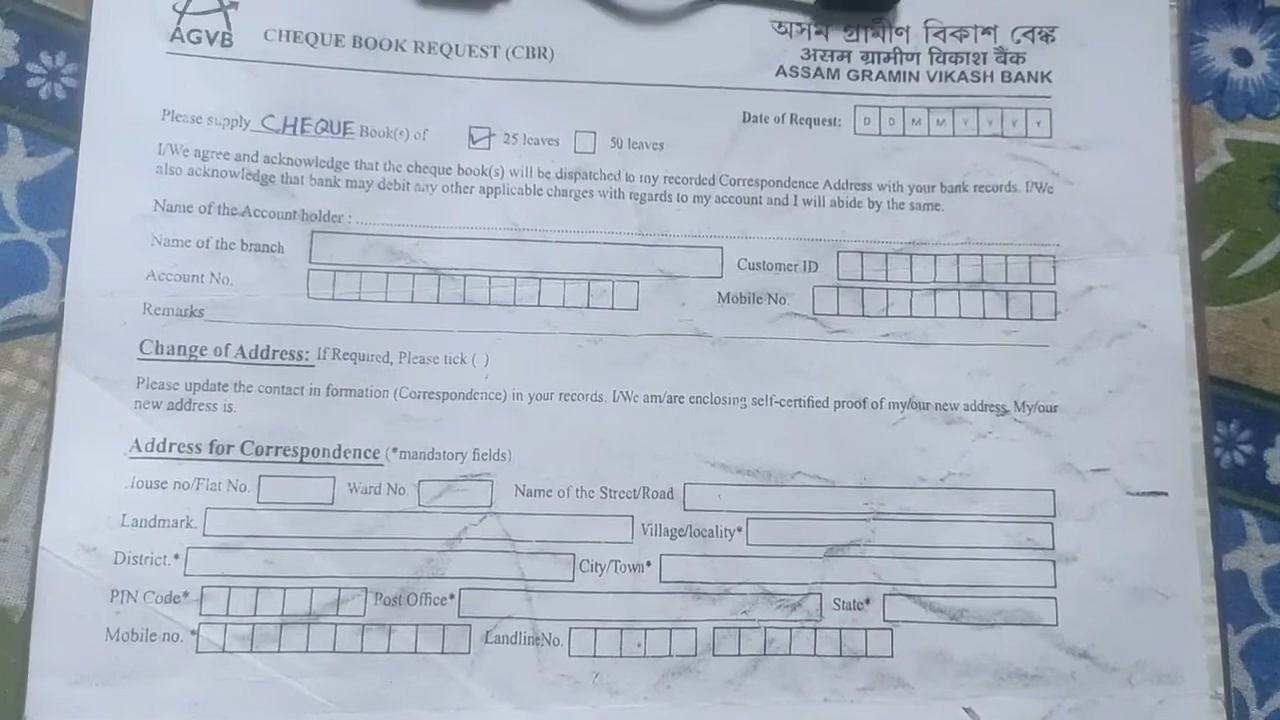 AGVB
CHEQUE BOOK REQUEST (CBR)
অসম গ্ৰামীণ বিকাশ বেংক
असम ग्रामीण विकाश बैंक
ASSAM GRAMIN VIKASH BANK
Please supply CHEQUE Book(s) of 25 leaves 50 leaves
Date of Request: D D M M Y Y Y Y
I/We agree and acknowledge that the cheque book(s) will be dispatched to my recorded Correspondence Address with your bank records. I/We
also acknowledge that bank may debit any other applicable charges with regards to my account and I will abide by the same.
Name of the Account holder :
Name of the branch
Customer ID
Account No.
Mobile No.
Remarks
Change of Address: If Required, Please tick ( )
Please update the contact in formation (Correspondence) in your records. I/We am/are enclosing self-certified proof of my/our new address. My/our
new address is.
Address for Correspondence (*mandatory fields)
House no/Flat No. Ward No. Name of the Street/Road
Landmark. Village/locality*
District.* City/Town*
PIN Code* Post Office* State*
Mobile no. * Landline No.